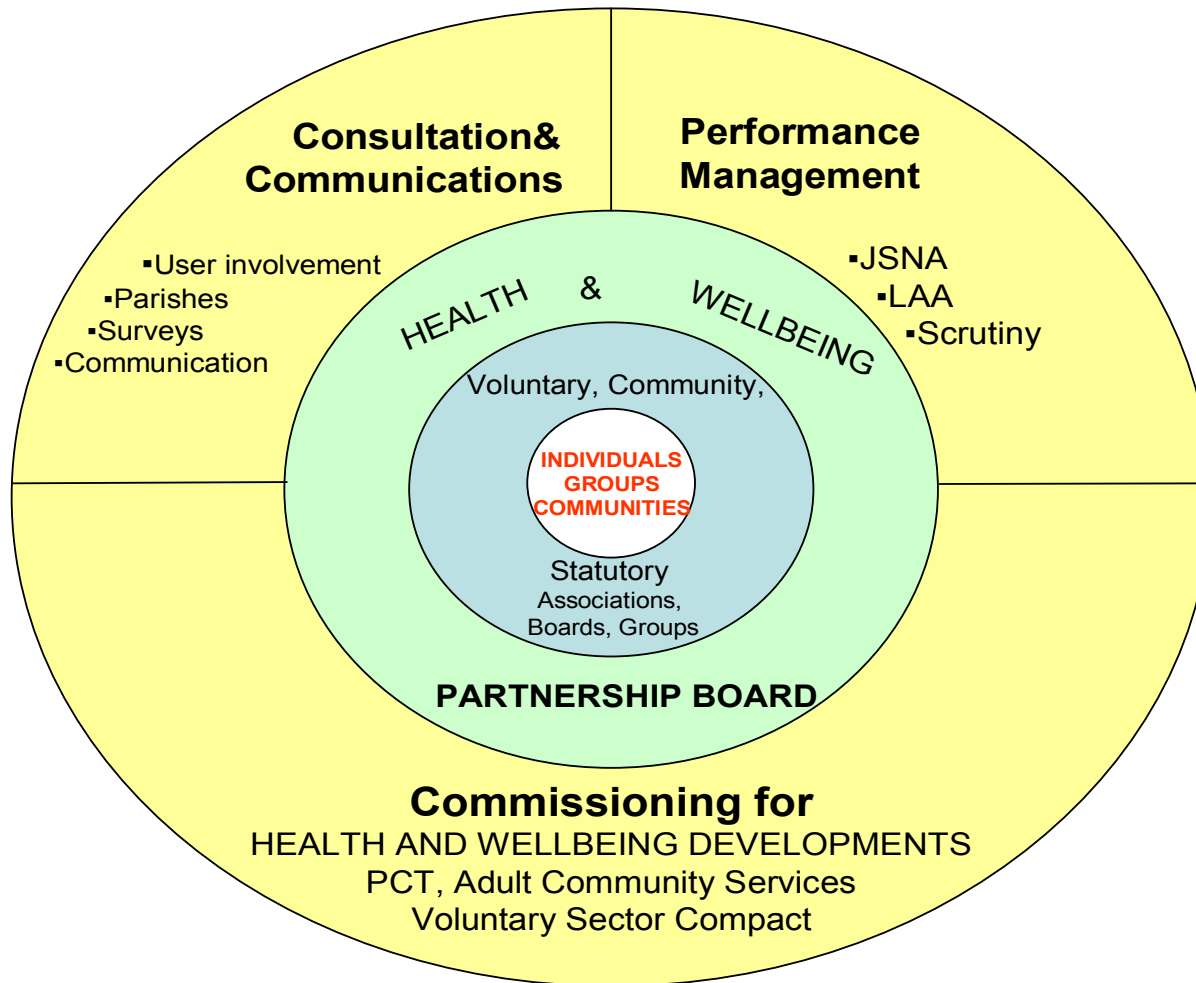 Consultation&
Communications
▪User involvement
▪Parishes
▪Surveys
▪Communication
Performance
Management
▪JSNA
▪LAA
▪Scrutiny
HEALTH & WELLBEING
Voluntary, Community,
INDIVIDUALS
GROUPS
COMMUNITIES
Statutory
Associations,
Boards, Groups
PARTNERSHIP BOARD
Commissioning for
HEALTH AND WELLBEING DEVELOPMENTS
PCT, Adult Community Services
Voluntary Sector Compact